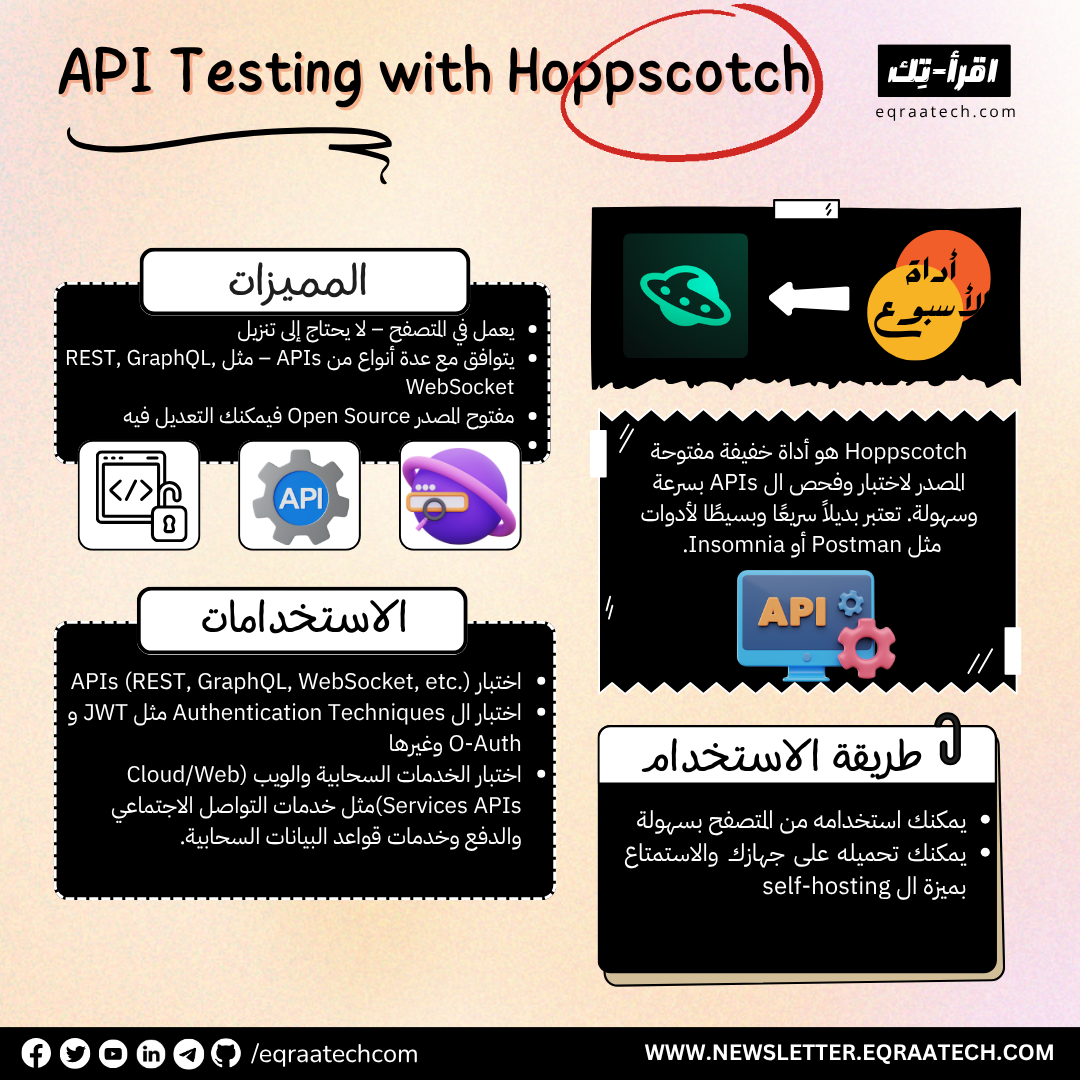 API Testing with Hoppscotch
اقرأ-تِك
eqraatech.com
أداة
الأسبوع
Hoppscotch هو أداة خفيفة مفتوحة
المصدر لاختبار وفحص ال APIs بسرعة
وسهولة. تعتبر بديلاً سريعًا وبسيطًا لأدوات
مثل Postman أو Insomnia.
API
طريقة الاستخدام
يمكنك استخدامه من المتصفح بسهولة
يمكنك تحميله على جهازك والاستمتاع
بميزة ال self-hosting
المميزات
يعمل في المتصفح – لا يحتاج إلى تنزيل
يتوافق مع عدة أنواع من APIs – مثل REST, GraphQL,
WebSocket
مفتوح المصدر Open Source فيمكنك التعديل فيه
</>
API
الاستخدامات
اختبار APIs (REST, GraphQL, WebSocket, etc.)
اختبار ال Authentication Techniques مثل JWT و
O-Auth وغيرها
اختبار الخدمات السحابية والويب (Cloud/Web
Services APIs)مثل خدمات التواصل الاجتماعي
والدفع وخدمات قواعد البيانات السحابية.
/eqraatechcom
WWW.NEWSLETTER.EQRAATECH.COM